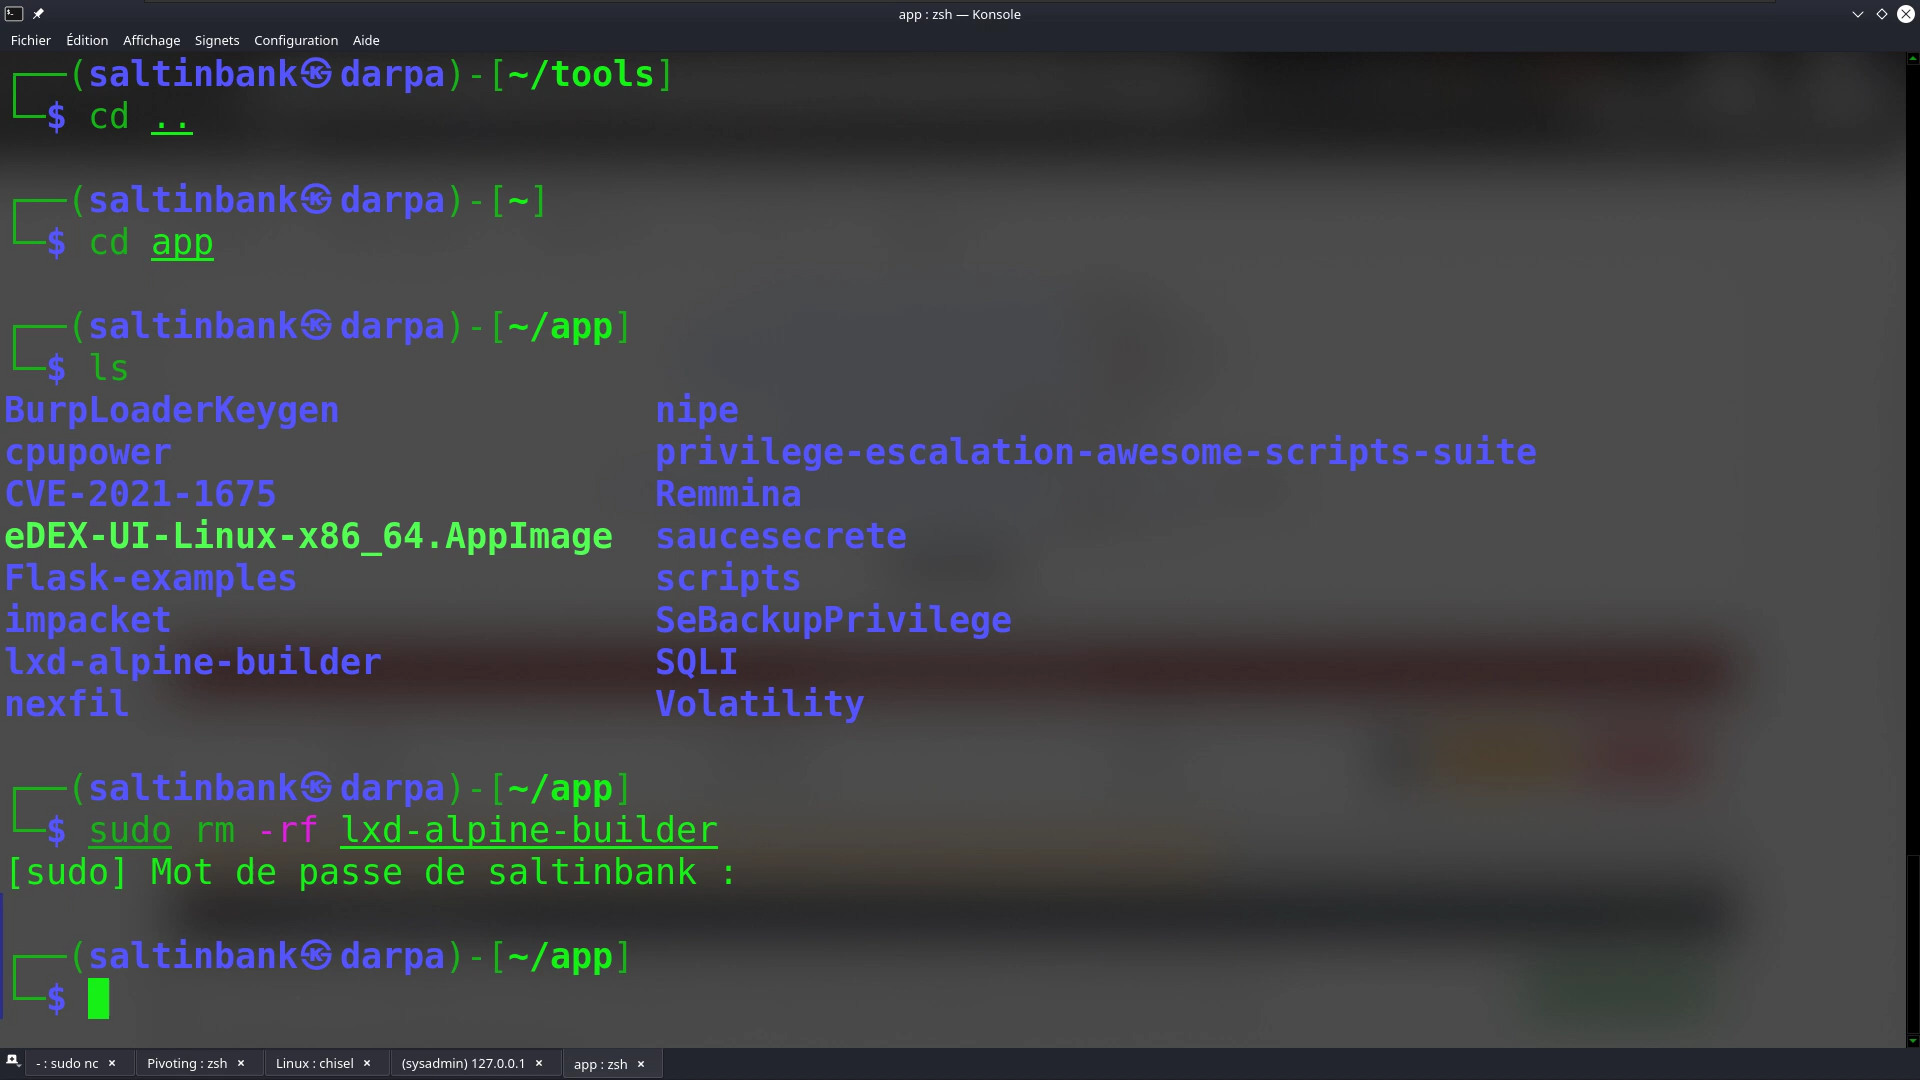 app : zsh — Konsole
Fichier Édition Affichage Signets Configuration Aide
(saltinbank㉿darpa)-[~/tools]
$ cd ..
(saltinbank㉿darpa)-[~]
$ cd app
(saltinbank㉿darpa)-[~/app]
$ ls
BurpLoaderKeygen nipe
cpupower privilege-escalation-awesome-scripts-suite
CVE-2021-1675 Remmina
eDEX-UI-Linux-x86_64.AppImage saucesecrete
Flask-examples scripts
impacket SeBackupPrivilege
lxd-alpine-builder SQLI
nexfil Volatility
(saltinbank㉿darpa)-[~/app]
$ sudo rm -rf lxd-alpine-builder
[sudo] Mot de passe de saltinbank :
(saltinbank㉿darpa)-[~/app]
$
- : sudo nc × Pivoting : zsh × Linux : chisel × (sysadmin) 127.0.0.1 × app : zsh ×